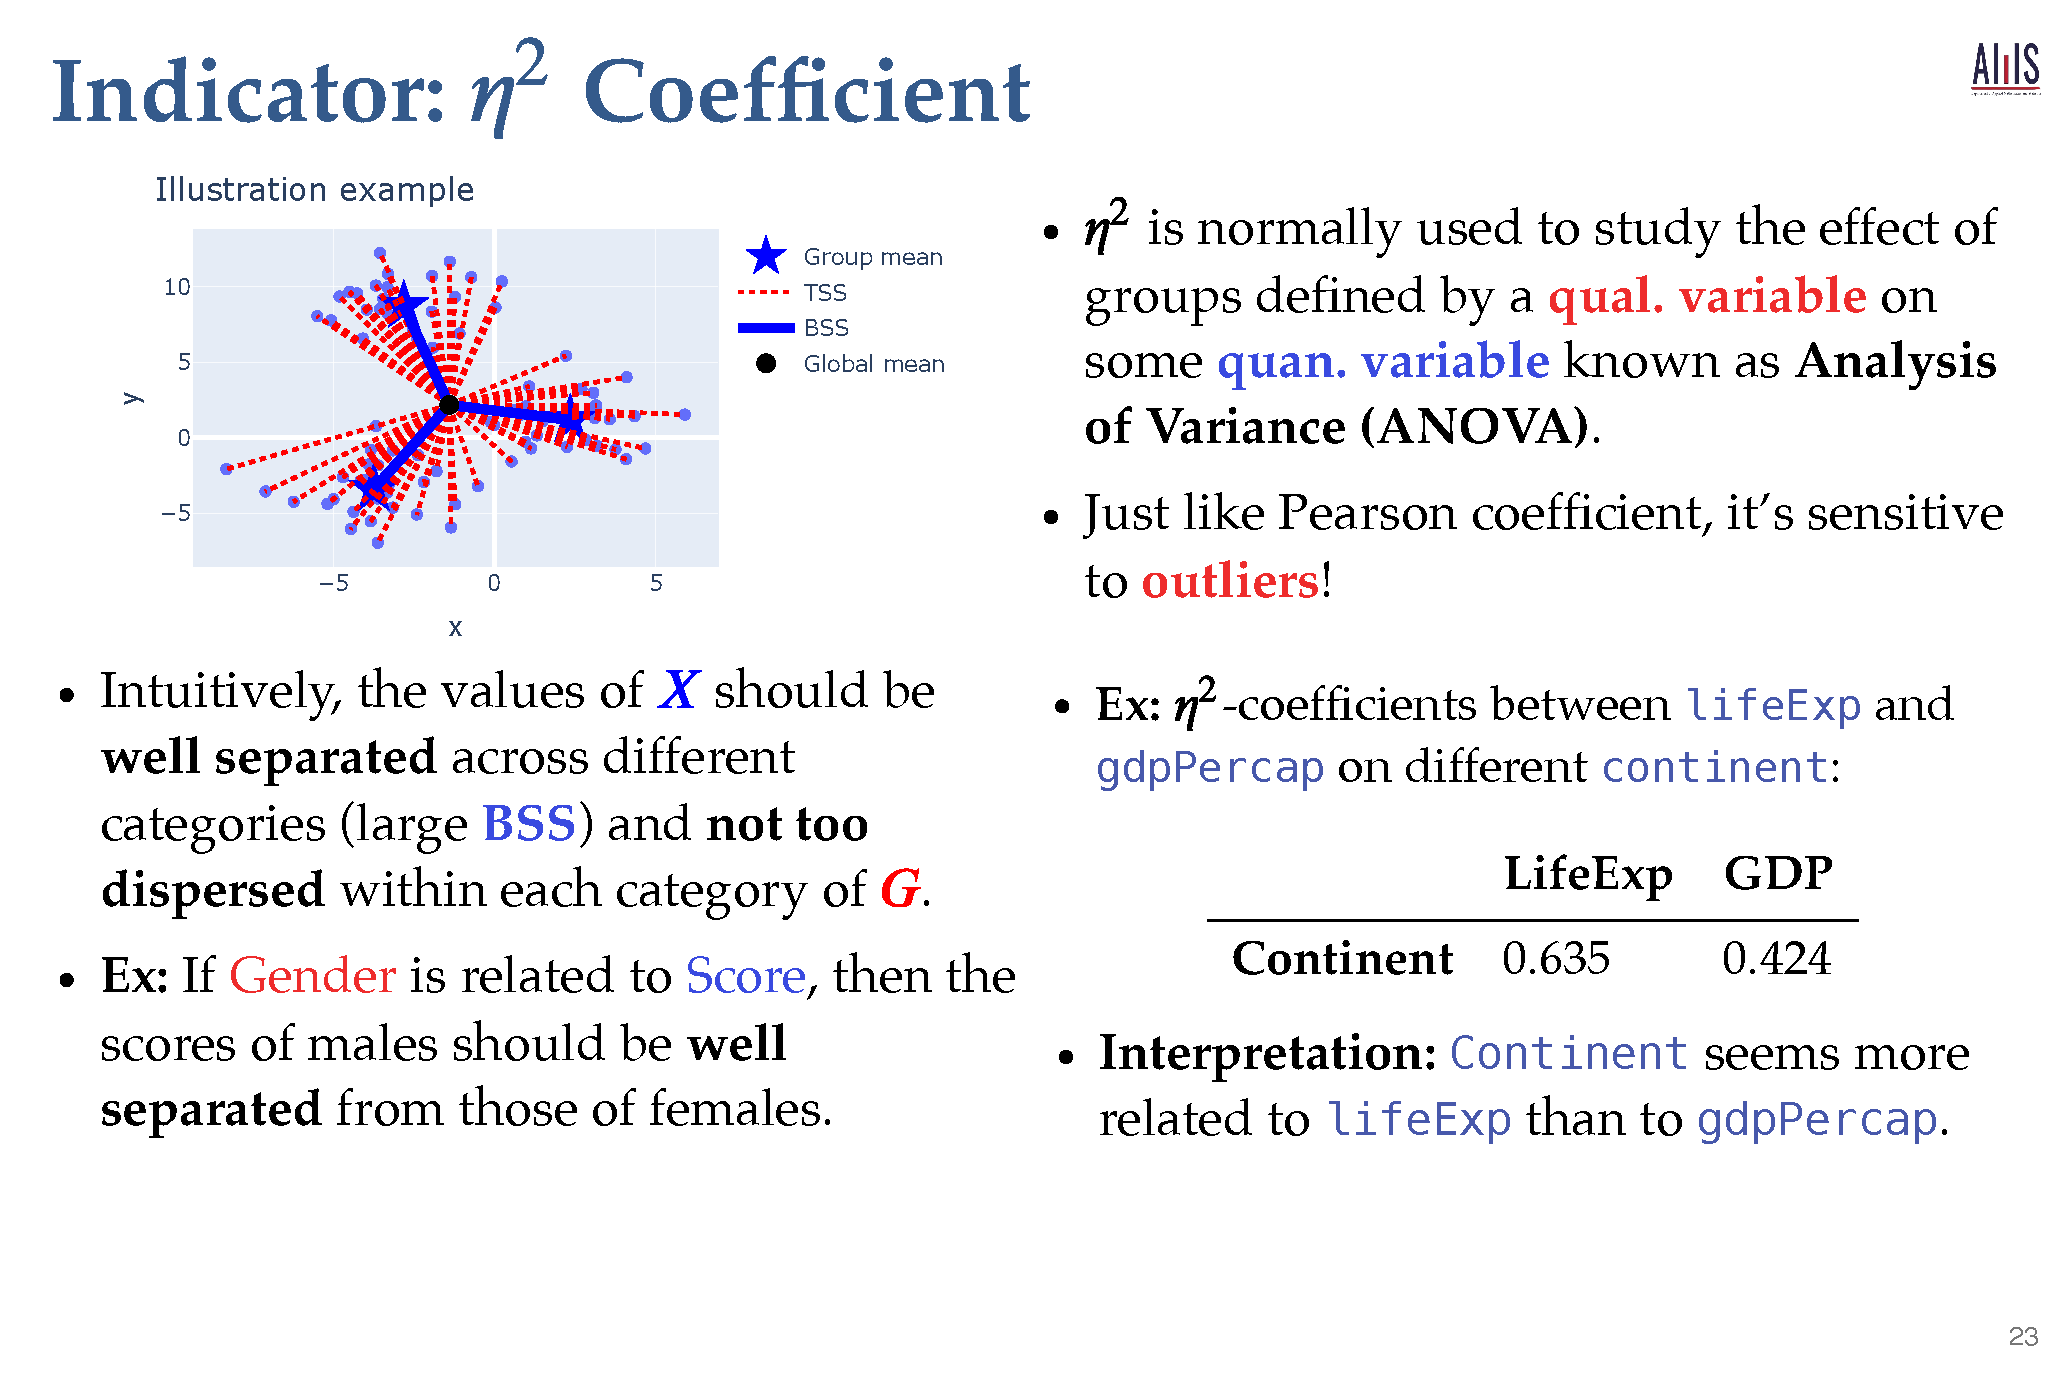 Indicator: η² Coefficient
AMS
Illustration example
10
5
0
−5
y
−5
0
5
x
Group mean
TSS
BSS
Global mean
• Intuitively, the values of X should be
well separated across different
categories (large BSS) and not too
dispersed within each category of G.
• Ex: If Gender is related to Score, then the
scores of males should be well
separated from those of females.
• η² is normally used to study the effect of
groups defined by a qual. variable on
some quan. variable known as Analysis
of Variance (ANOVA).
• Just like Pearson coefficient, it's sensitive
to outliers!
• Ex: η²-coefficients between lifeExp and
gdpPercap on different continent:
LifeExp GDP
Continent 0.635 0.424
• Interpretation: Continent seems more
related to lifeExp than to gdpPercap.
23